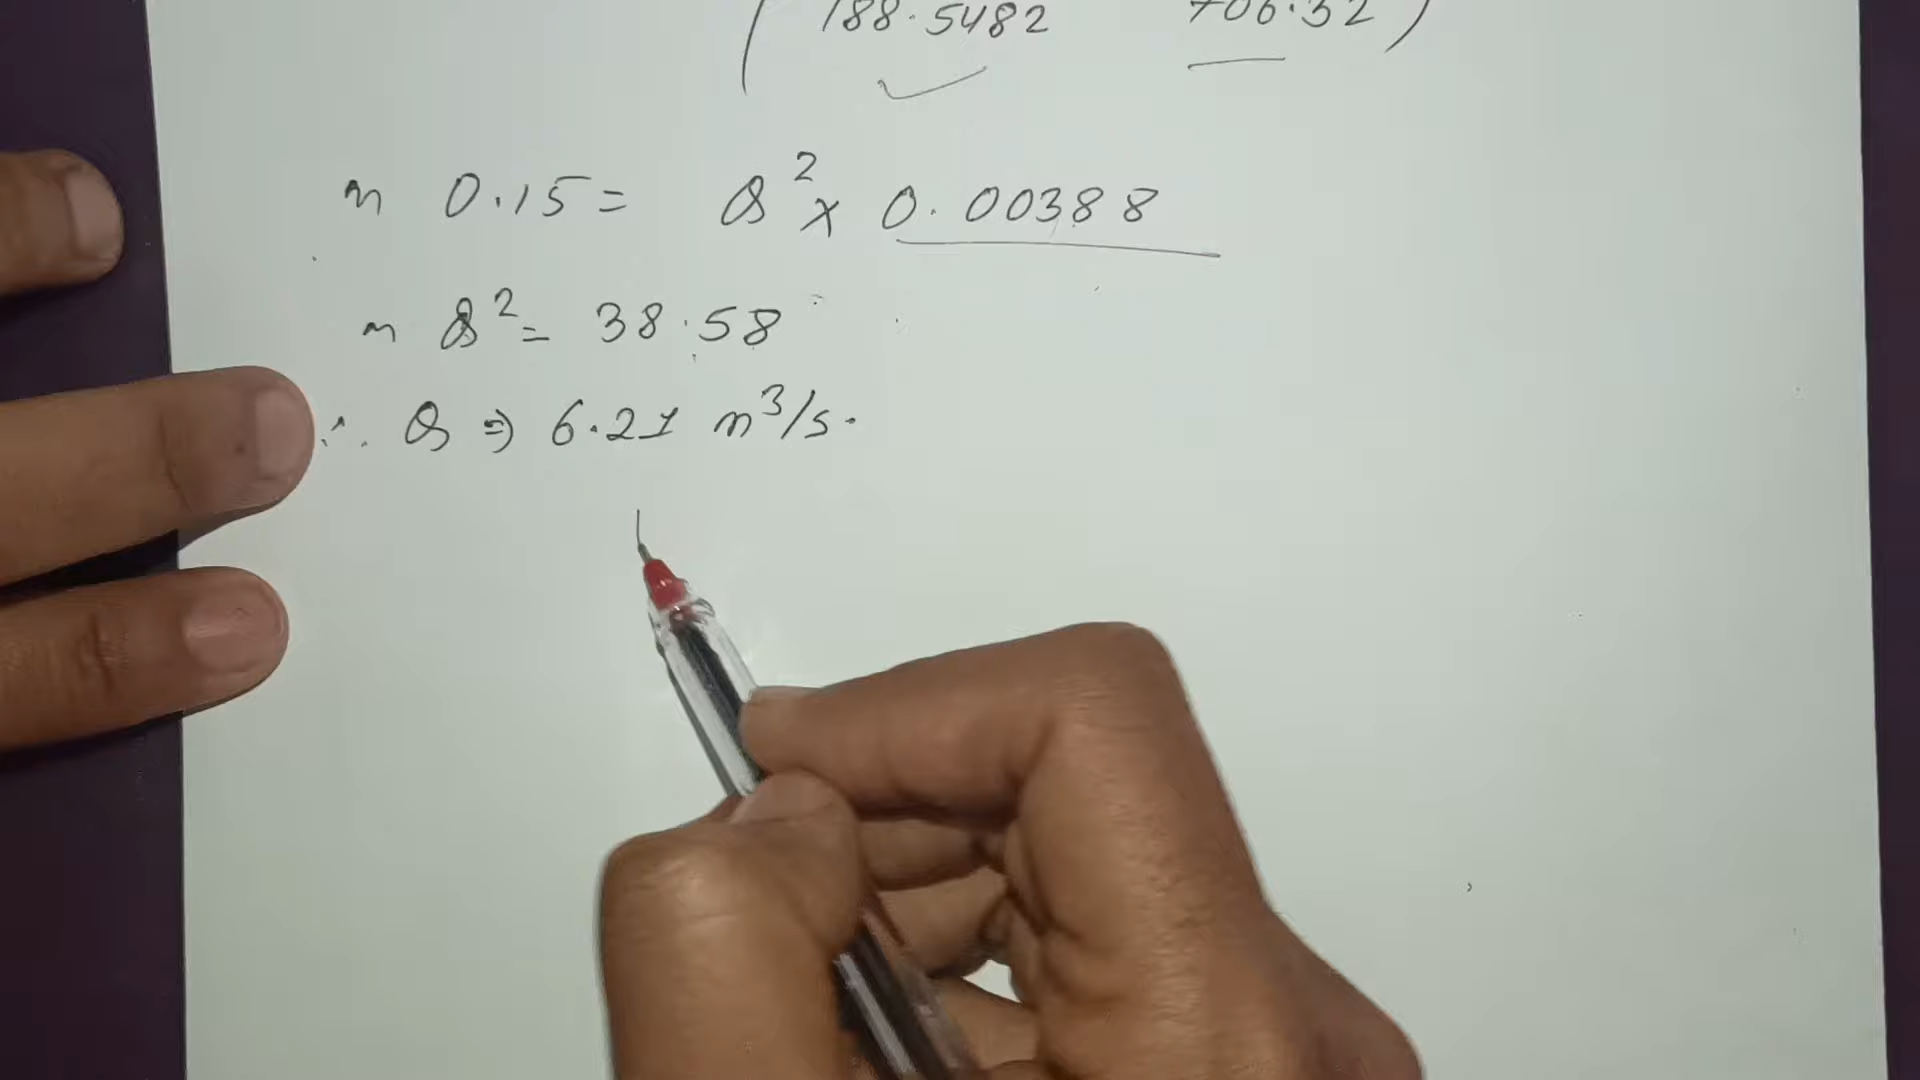 ( 188.5482 706.32 )
n 0.15 = Q² × 0.00388
n Q² = 38.58
∴ Q ⇒ 6.21 m³/s.